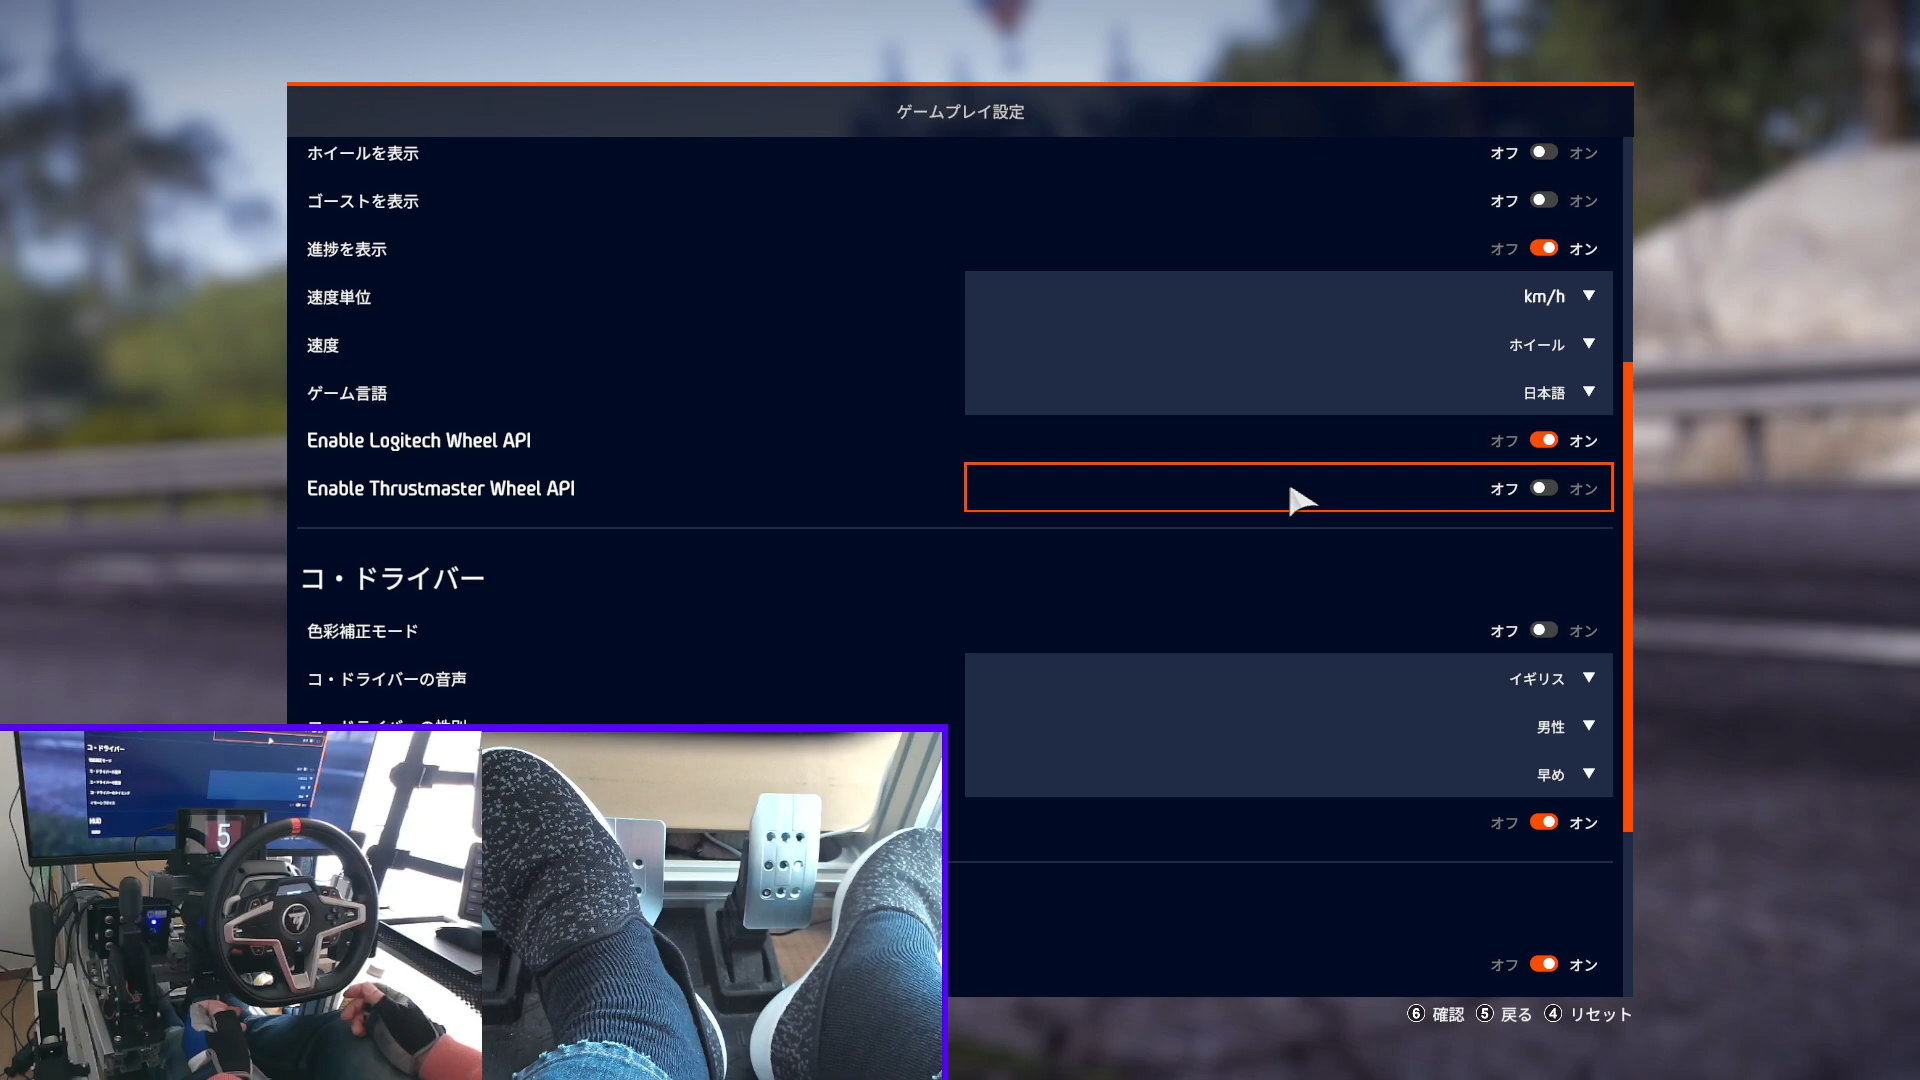 ゲームプレイ設定
ホイールを表示 オフ オン
ゴーストを表示 オフ オン
進捗を表示 オフ オン
速度単位 km/h
速度 ホイール
ゲーム言語 日本語
Enable Logitech Wheel API オフ オン
Enable Thrustmaster Wheel API オフ オン
コ・ドライバー
色彩補正モード オフ オン
コ・ドライバーの音声 イギリス
男性
早め
オフ オン
オフ オン
6 確認 5 戻る 4 リセット
コ・ドライバー
HUD
5